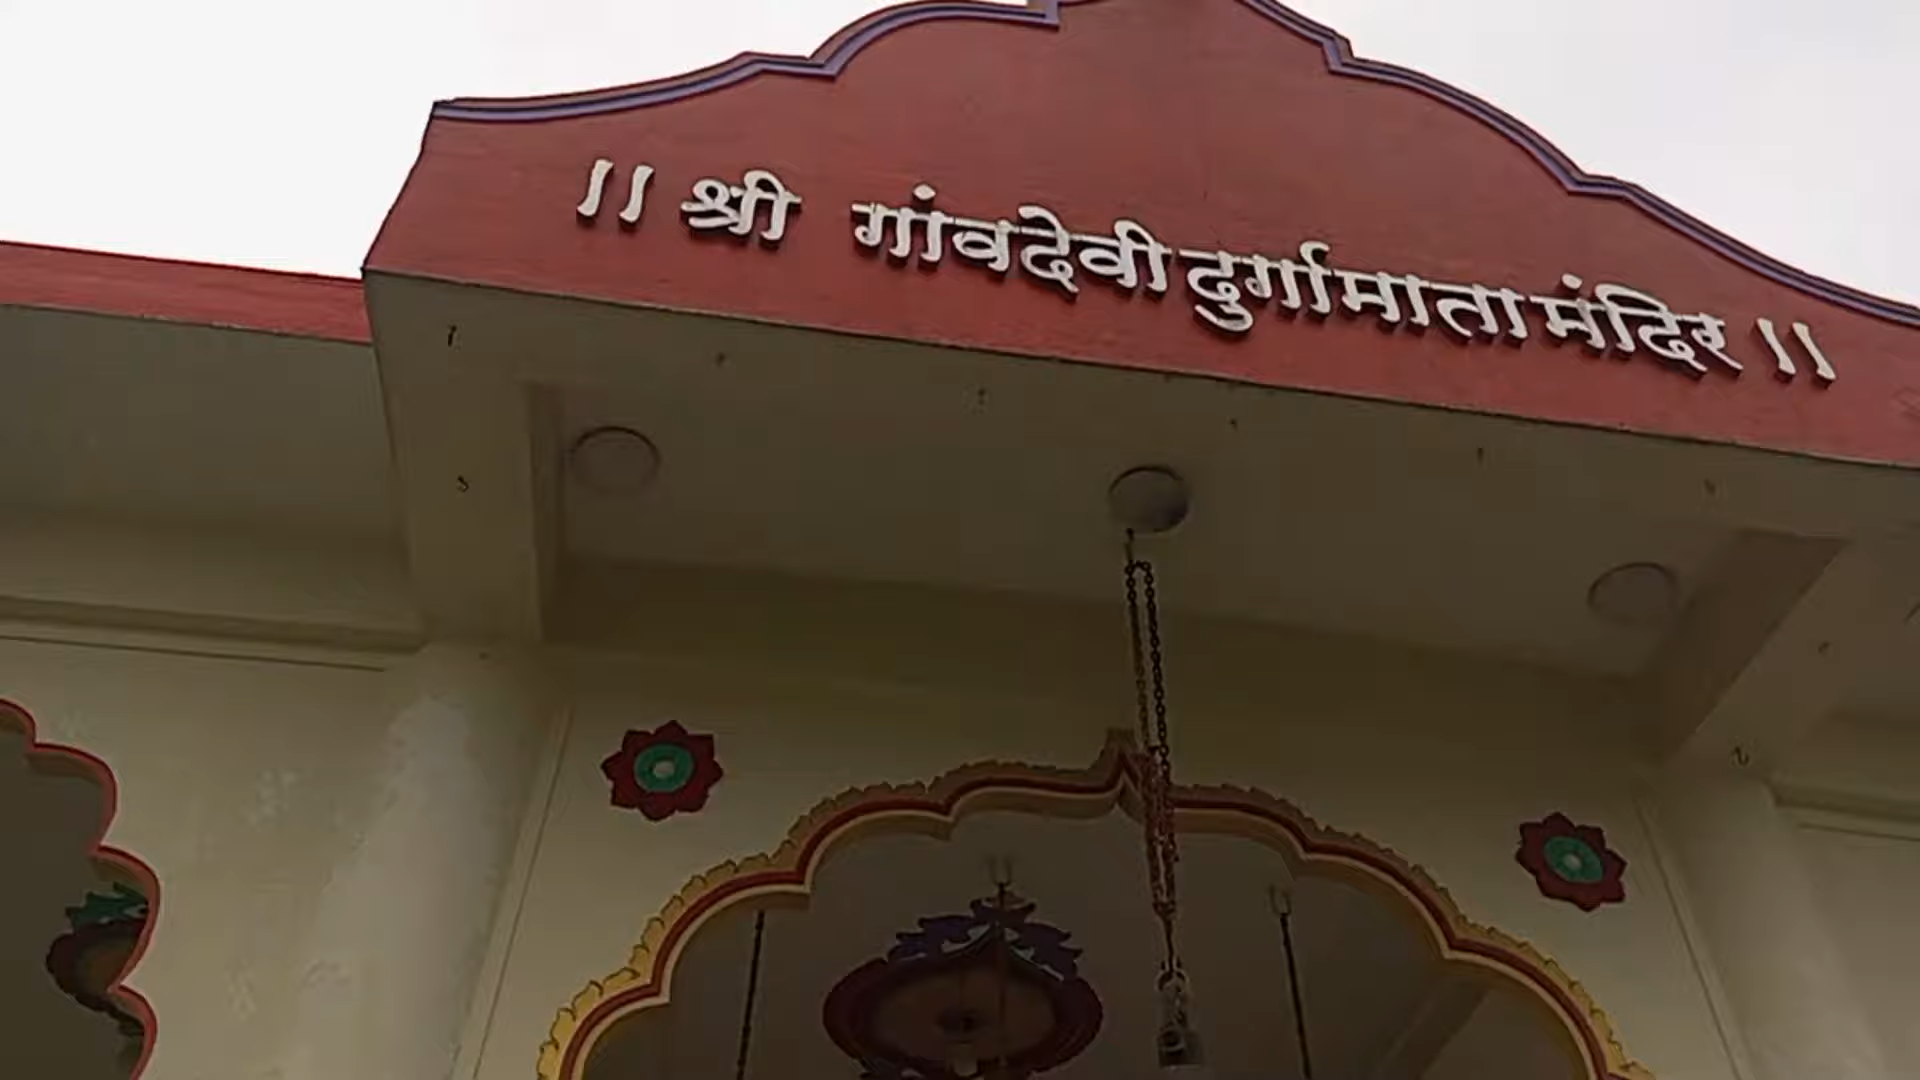 ॥ श्री गांवदेवी दुर्गामाता मंदिर ॥